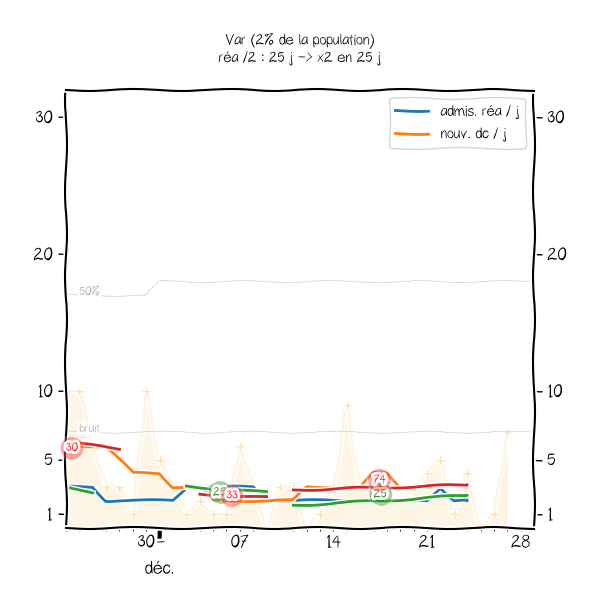 Var (2% de la population)
réa /2 : 25 j -> x2 en 25 j
admis. réa / j
nouv. dc / j
30 30
20 20
50%
10 10
bruit
5 5
30
33
74
25
1 1
30 07 14 21 28
déc.